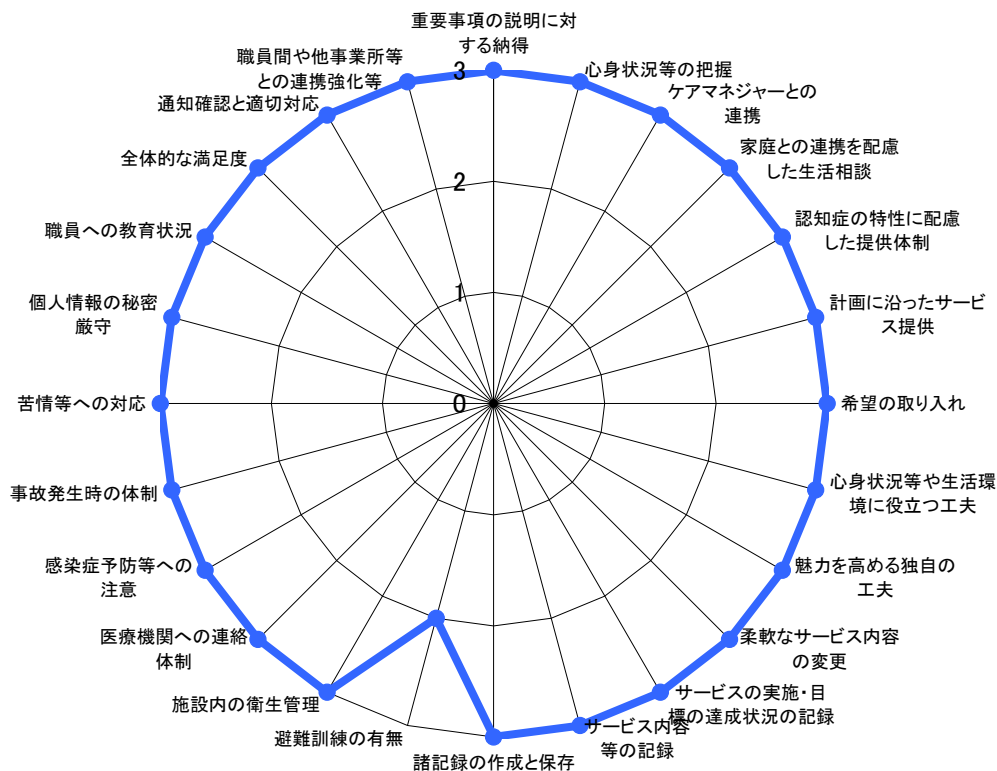 重要事項の説明に対
する納得
心身状況等の把握
ケアマネジャーとの
連携
家庭との連携を配慮
した生活相談
認知症の特性に配慮
した提供体制
計画に沿ったサービ
ス提供
希望の取り入れ
心身状況等や生活環
境に役立つ工夫
魅力を高める独自の
工夫
柔軟なサービス内容
の変更
サービスの実施・目
標の達成状況の記録
サービス内容
等の記録
諸記録の作成と保存
避難訓練の有無
施設内の衛生管理
医療機関への連絡
体制
感染症予防等への
注意
事故発生時の体制
苦情等への対応
個人情報の秘密
厳守
職員への教育状況
全体的な満足度
通知確認と適切対応
職員間や他事業所等
との連携強化等
3
2
1
0